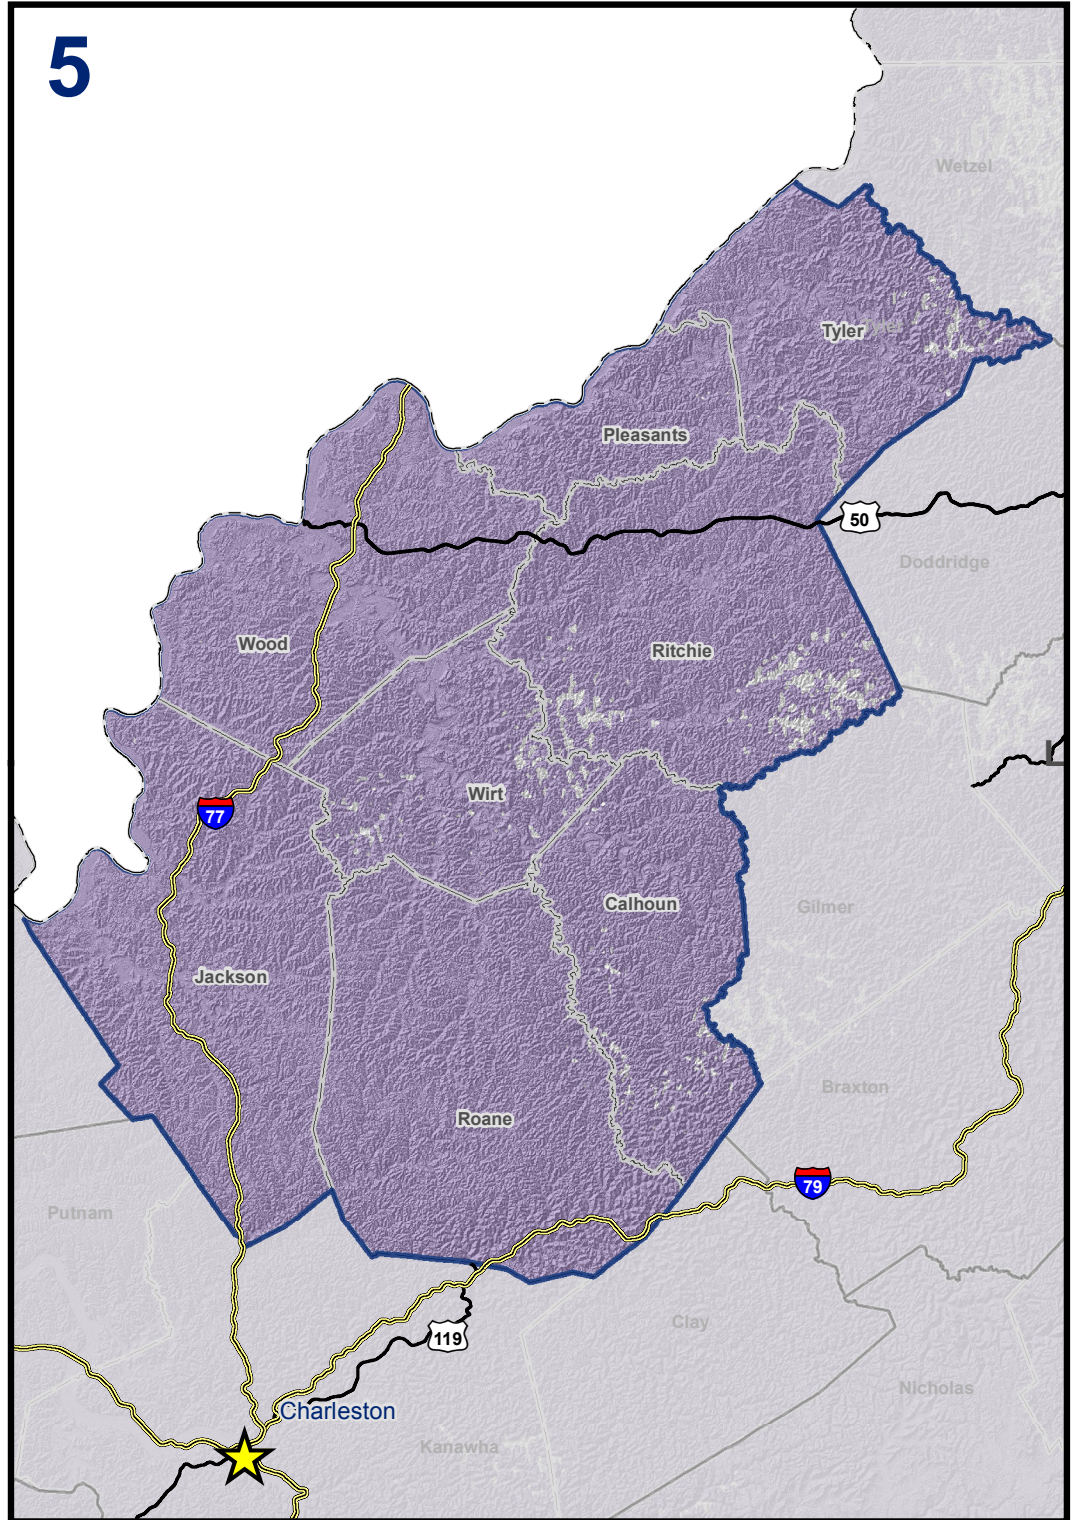 5
Wetzel
Tyler
Pleasants
50
Doddridge
Wood
Ritchie
L
Wirt
77
Calhoun
Gilmer
Jackson
Braxton
Roane
79
Putnam
Clay
119
Nicholas
Charleston
Kanawha